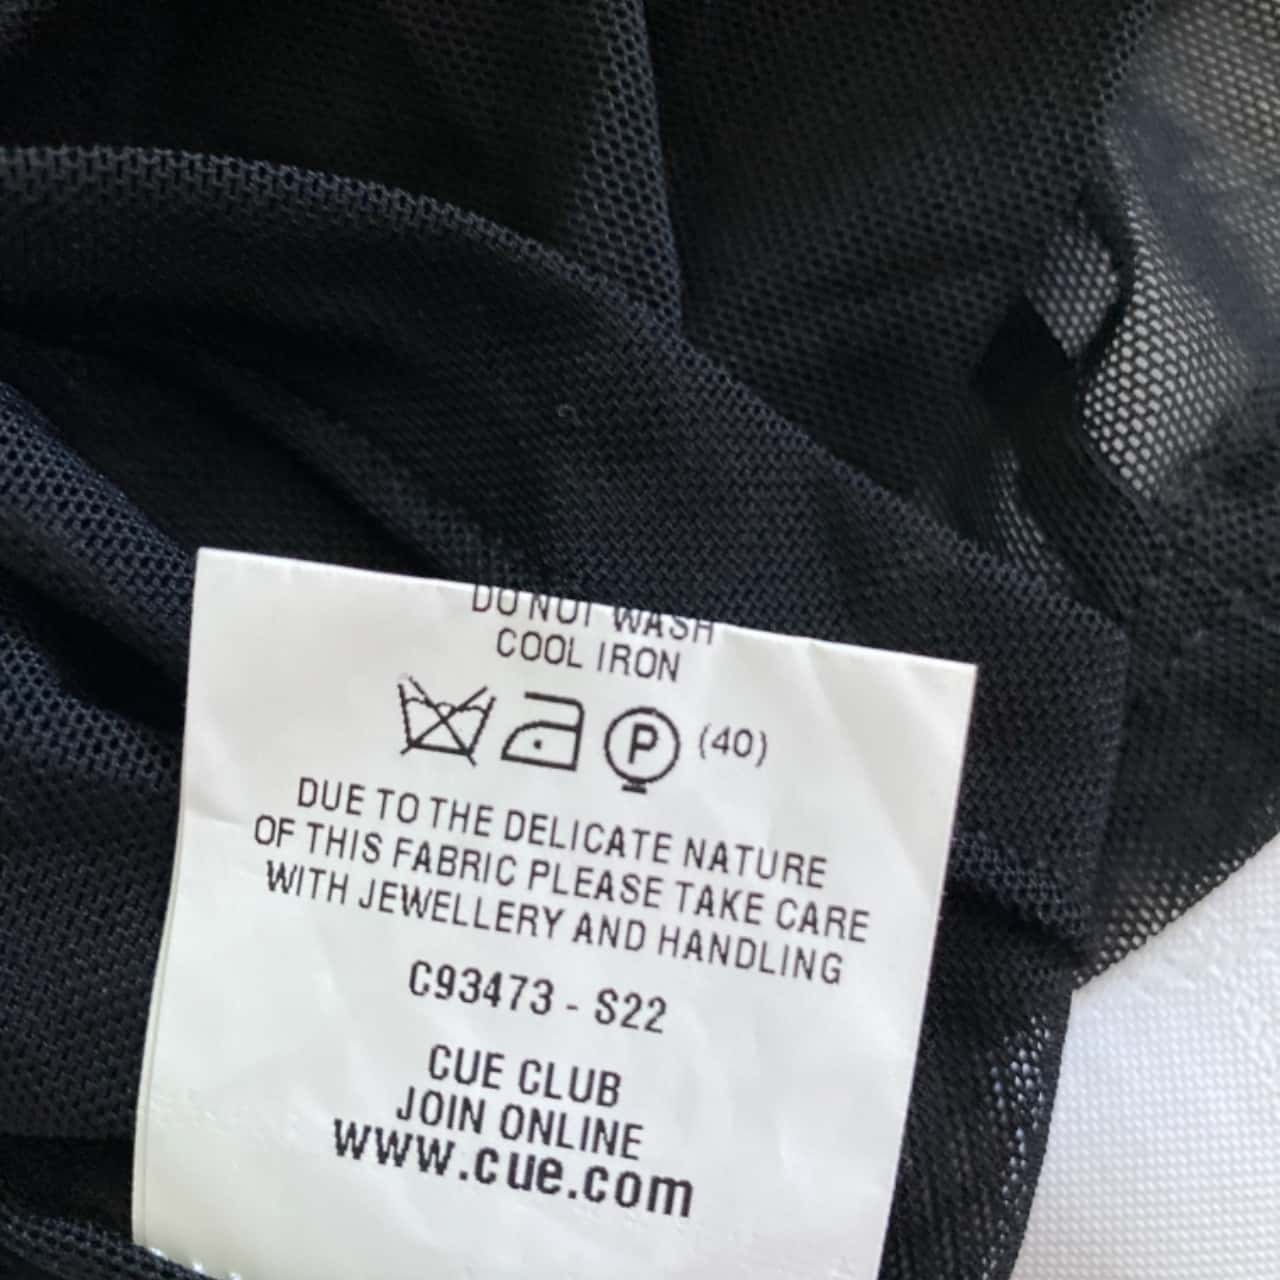 DO NOT WASH
COOL IRON
P (40)
DUE TO THE DELICATE NATURE
OF THIS FABRIC PLEASE TAKE CARE
WITH JEWELLERY AND HANDLING
C93473 - S22
CUE CLUB
JOIN ONLINE
www.cue.com